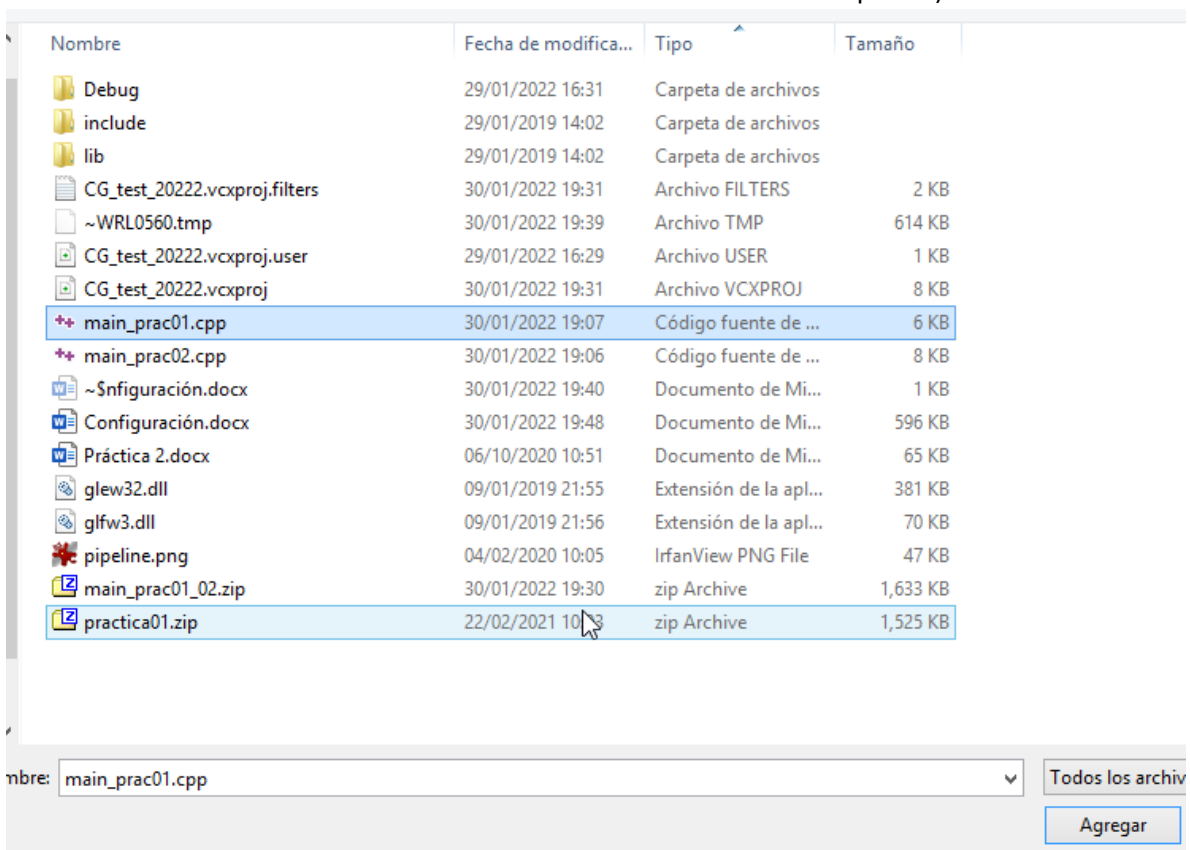 Nombre Fecha de modifica... Tipo Tamaño
Debug 29/01/2022 16:31 Carpeta de archivos
include 29/01/2019 14:02 Carpeta de archivos
lib 29/01/2019 14:02 Carpeta de archivos
CG_test_20222.vcxproj.filters 30/01/2022 19:31 Archivo FILTERS 2 KB
~WRL0560.tmp 30/01/2022 19:39 Archivo TMP 614 KB
CG_test_20222.vcxproj.user 29/01/2022 16:29 Archivo USER 1 KB
CG_test_20222.vcxproj 30/01/2022 19:31 Archivo VCXPROJ 8 KB
main_prac01.cpp 30/01/2022 19:07 Código fuente de ... 6 KB
main_prac02.cpp 30/01/2022 19:06 Código fuente de ... 8 KB
~$nfiguración.docx 30/01/2022 19:40 Documento de Mi... 1 KB
Configuración.docx 30/01/2022 19:48 Documento de Mi... 596 KB
Práctica 2.docx 06/10/2020 10:51 Documento de Mi... 65 KB
glew32.dll 09/01/2019 21:55 Extensión de la apl... 381 KB
glfw3.dll 09/01/2019 21:56 Extensión de la apl... 70 KB
pipeline.png 04/02/2020 10:05 IrfanView PNG File 47 KB
main_prac01_02.zip 30/01/2022 19:30 zip Archive 1,633 KB
practica01.zip 22/02/2021 zip Archive 1,525 KB
mbre: main_prac01.cpp Todos los archiv
Agregar